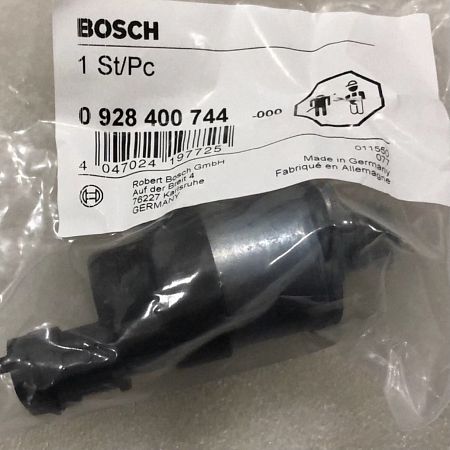 BOSCH
1 St/Pc
0 928 400 744
-000
4 047024 197725
Robert Bosch GmbH
Auf der Breit 4
76227 Karlsruhe
GERMANY
011550
077
Made in Germany
Fabriqué en Allemagne